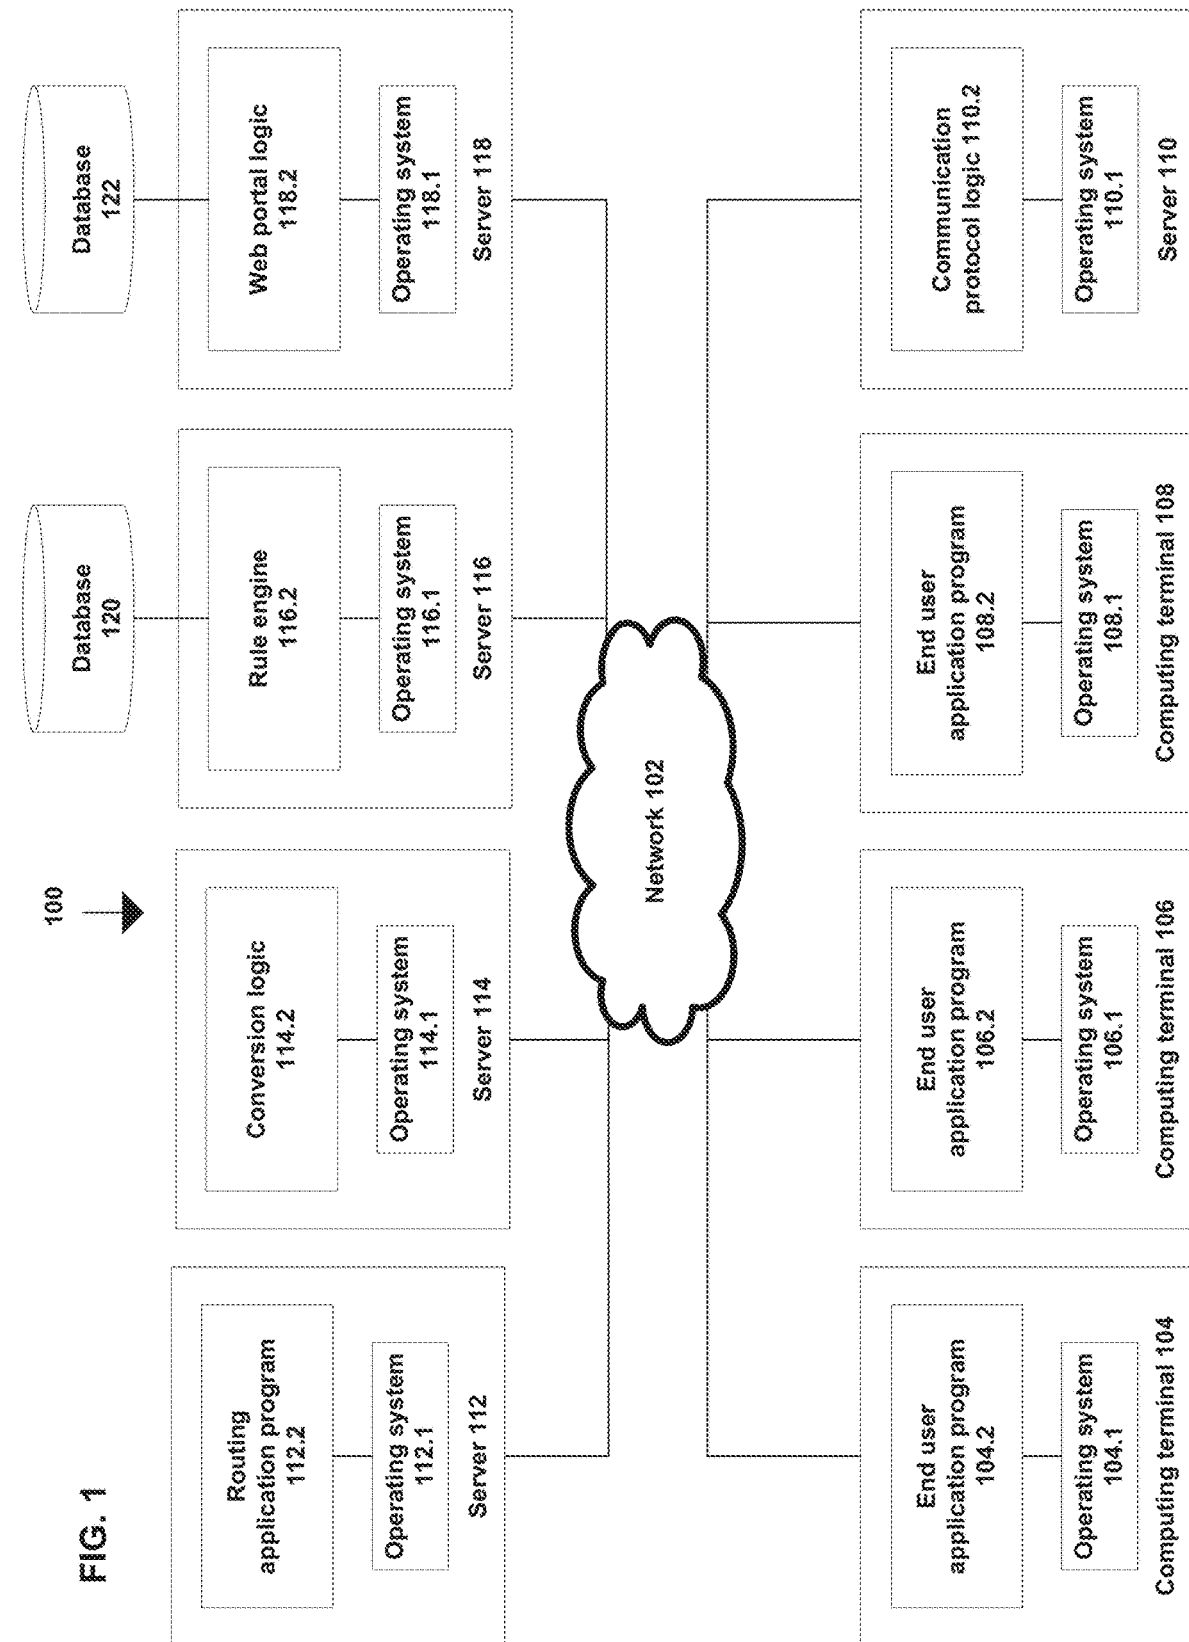 FIG. 1
100
Database
120
Database
122
Routing
application program
112.2
Operating system
112.1
Server 112
Conversion logic
114.2
Operating system
114.1
Server 114
Rule engine
116.2
Operating system
116.1
Server 116
Web portal logic
118.2
Operating system
118.1
Server 118
Network 102
End user
application program
104.2
Operating system
104.1
Computing terminal 104
End user
application program
106.2
Operating system
106.1
Computing terminal 106
End user
application program
108.2
Operating system
108.1
Computing terminal 108
Communication
protocol logic 110.2
Operating system
110.1
Server 110